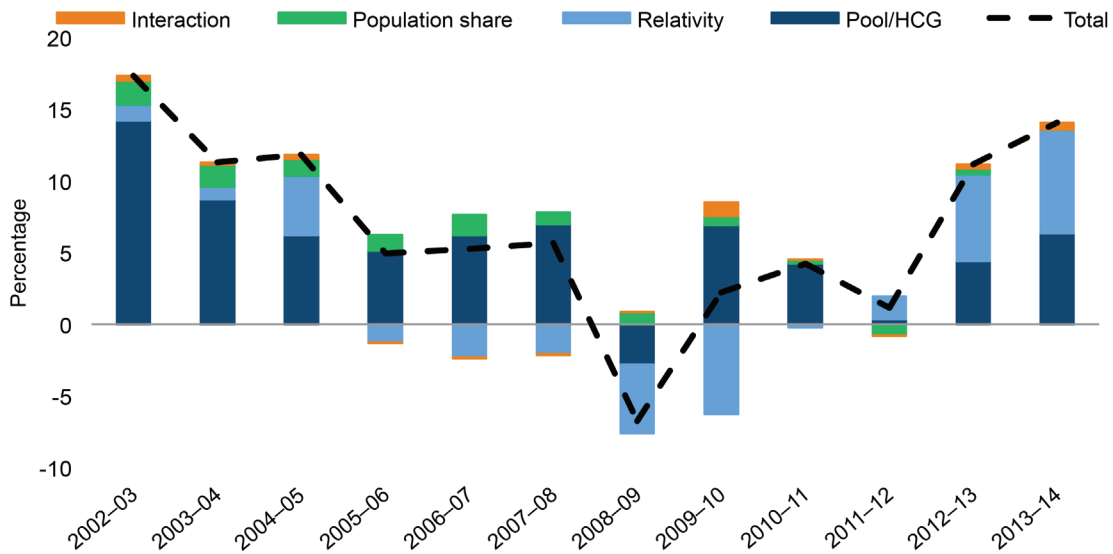 Interaction Population share Relativity Pool/HCG Total
20
15
10
5
0
-5
-10
Percentage
2002–03 2003–04 2004–05 2005–06 2006–07 2007–08 2008–09 2009–10 2010–11 2011–12 2012–13 2013–14